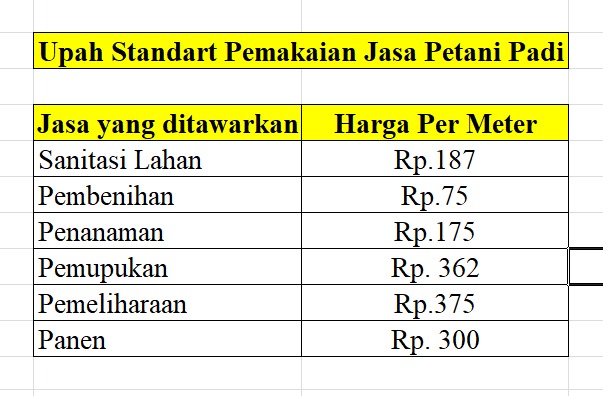 Upah Standart Pemakaian Jasa Petani Padi
Jasa yang ditawarkan Harga Per Meter
Sanitasi Lahan Rp.187
Pembenihan Rp.75
Penanaman Rp.175
Pemupukan Rp. 362
Pemeliharaan Rp.375
Panen Rp. 300